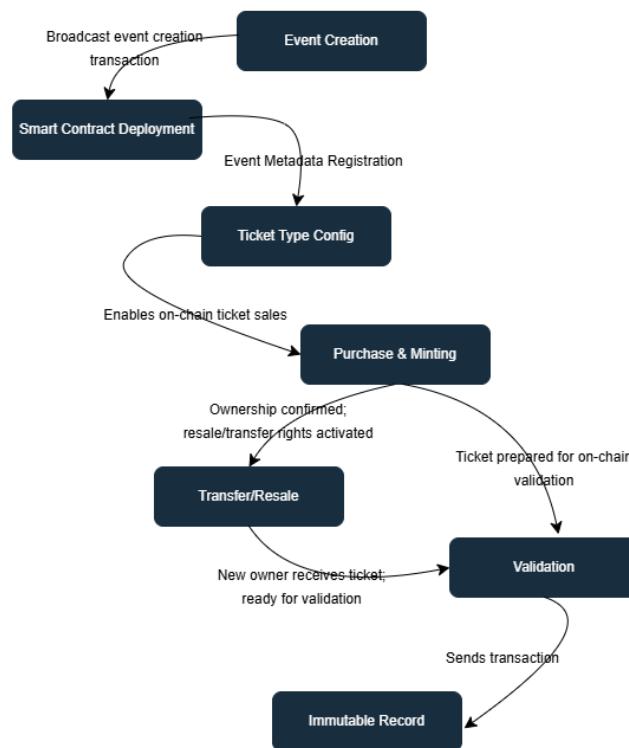 Event Creation
Broadcast event creation
transaction
Smart Contract Deployment
Event Metadata Registration
Ticket Type Config
Enables on-chain ticket sales
Purchase & Minting
Ownership confirmed;
resale/transfer rights activated
Ticket prepared for on-chain
validation
Transfer/Resale
New owner receives ticket;
ready for validation
Validation
Sends transaction
Immutable Record